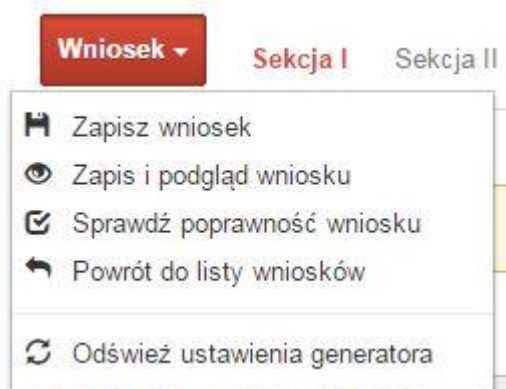 Wniosek
Sekcja I
Sekcja II
Zapisz wniosek
Zapis i podgląd wniosku
Sprawdź poprawność wniosku
Powrót do listy wniosków
Odśwież ustawienia generatora